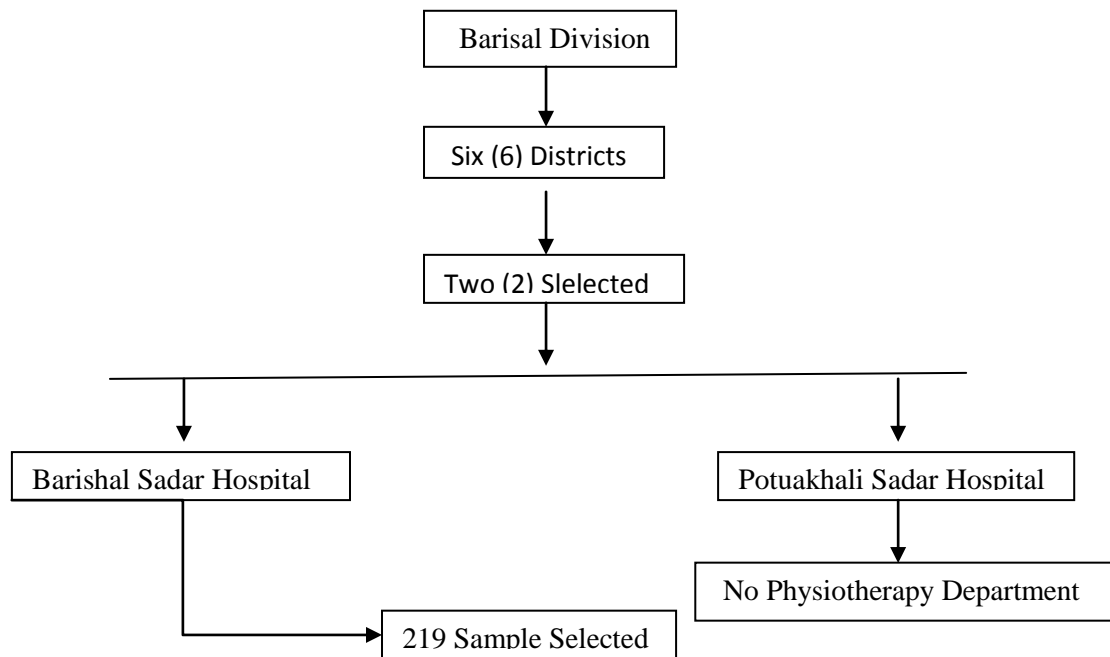 Barisal Division
Six (6) Districts
Two (2) Slelected
Barishal Sadar Hospital
Potuakhali Sadar Hospital
No Physiotherapy Department
219 Sample Selected